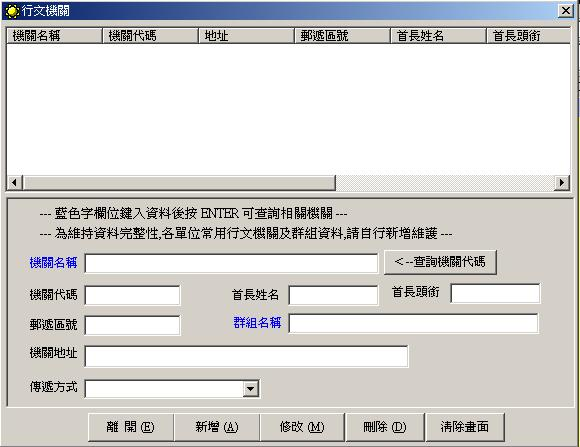 行文機關
機關名稱 機關代碼 地址 郵遞區號 首長姓名 首長頭銜
--- 藍色字欄位鍵入資料後按 ENTER 可查詢相關機關 ---
--- 為維持資料完整性,各單位常用行文機關及群組資料,請自行新增維護 ---
機關名稱 <--查詢機關代碼
機關代碼 首長姓名 首長頭銜
郵遞區號 群組名稱
機關地址
傳遞方式
離 開 (E) 新增 (A) 修改 (M) 刪除 (D) 清除畫面